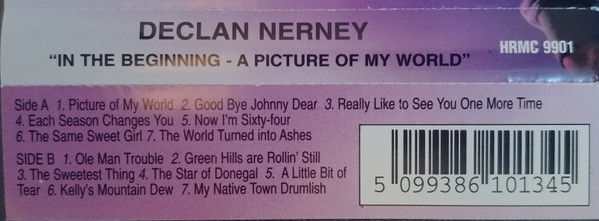 DECLAN NERNEY
HRMC 9901
"IN THE BEGINNING - A PICTURE OF MY WORLD"
Side A 1. Picture of My World 2. Good Bye Johnny Dear 3. Really Like to See You One More Time
4. Each Season Changes You 5. Now I'm Sixty-four
6. The Same Sweet Girl 7. The World Turned into Ashes
SIDE B 1. Ole Man Trouble 2. Green Hills are Rollin' Still
3. The Sweetest Thing 4. The Star of Donegal 5. A Little Bit of
Tear 6. Kelly's Mountain Dew 7. My Native Town Drumlish
5 099386 101345